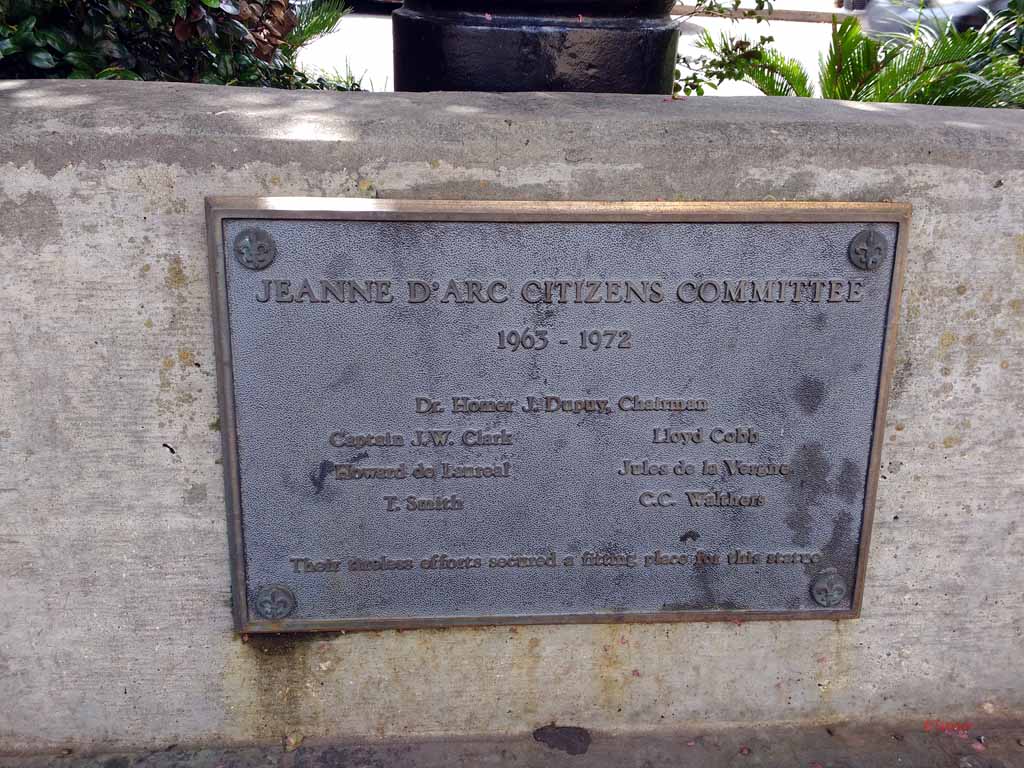 JEANNE D'ARC CITIZENS COMMITTEE
1963 - 1972
Dr. Homer J. Dupuy, Chairman
Captain J.W. Clark
Lloyd Cobb
Howard de
Jules de la Vergne
T. Smith
C.C. Walthers
Their tireless efforts secured a fitting place for this statue